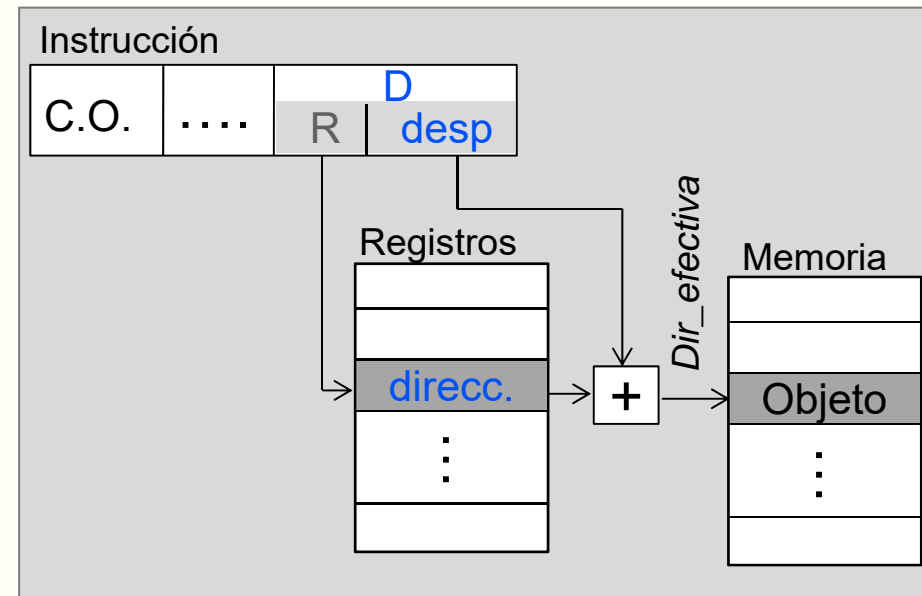 Instrucción
D
C.O. .... R desp
Registros
Dir_efectiva
Memoria
direcc. + Objeto